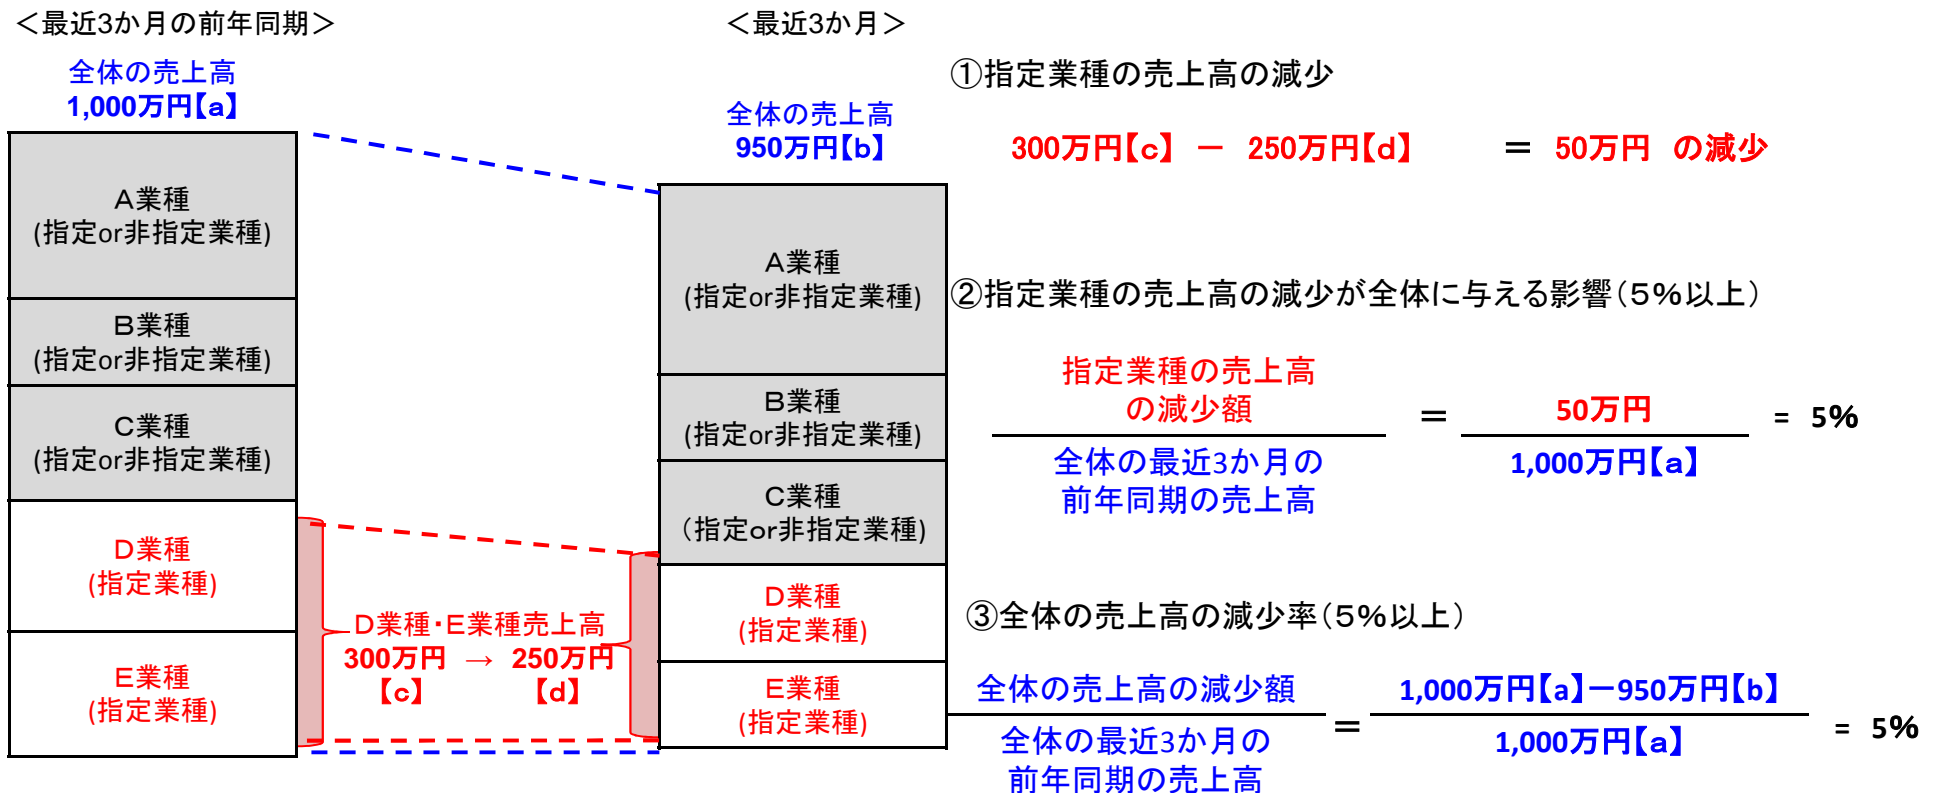 ＜最近3か月の前年同期＞
全体の売上高
1,000万円【a】
A業種
(指定or非指定業種)
B業種
(指定or非指定業種)
C業種
(指定or非指定業種)
D業種
(指定業種)
E業種
(指定業種)
D業種・E業種売上高
300万円 → 250万円
【c】 【d】
＜最近3か月＞
全体の売上高
950万円【b】
A業種
(指定or非指定業種)
B業種
(指定or非指定業種)
C業種
（指定or非指定業種)
D業種
(指定業種)
E業種
(指定業種)
①指定業種の売上高の減少
300万円【c】 － 250万円【d】 ＝ 50万円 の減少
②指定業種の売上高の減少が全体に与える影響（５％以上）
指定業種の売上高
の減少額
全体の最近3か月の
前年同期の売上高
＝
50万円
1,000万円【a】
= 5%
③全体の売上高の減少率（５％以上）
全体の売上高の減少額
全体の最近3か月の
前年同期の売上高
＝
1,000万円【a】－950万円【b】
1,000万円【a】
= 5%